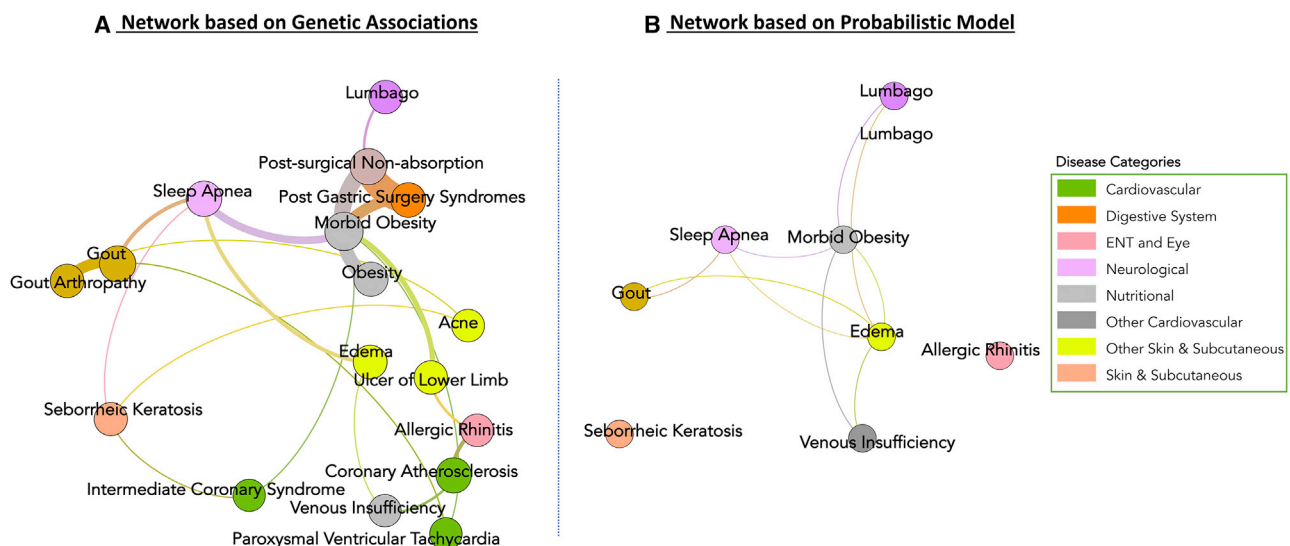 A Network based on Genetic Associations
Lumbago
Post-surgical Non-absorption
Sleep Apnea
Post Gastric Surgery Syndromes
Morbid Obesity
Gout
Obesity
Gout Arthropathy
Acne
Edema
Ulcer of Lower Limb
Seborrheic Keratosis
Allergic Rhinitis
Coronary Atherosclerosis
Intermediate Coronary Syndrome
Venous Insufficiency
Paroxysmal Ventricular Tachycardia
B Network based on Probabilistic Model
Lumbago
Lumbago
Sleep Apnea
Morbid Obesity
Gout
Edema
Allergic Rhinitis
Seborrheic Keratosis
Venous Insufficiency
Disease Categories
Cardiovascular
Digestive System
ENT and Eye
Neurological
Nutritional
Other Cardiovascular
Other Skin & Subcutaneous
Skin & Subcutaneous